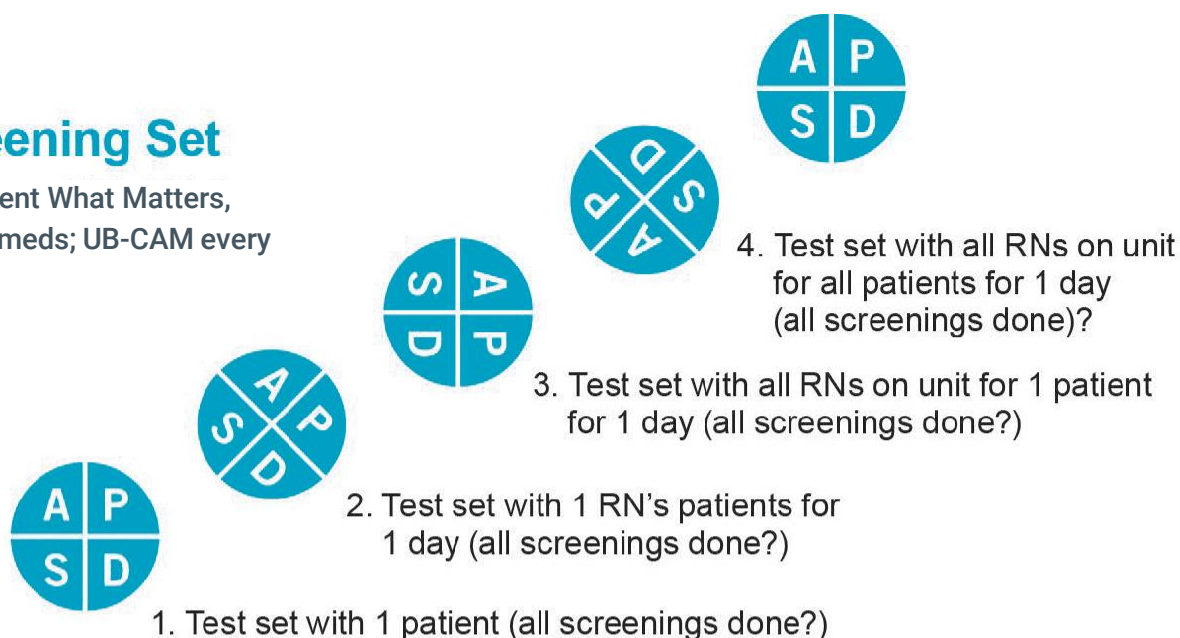 A P
S D
eening Set
ent What Matters,
meds; UB-CAM every
D
P S
A
4. Test set with all RNs on unit
for all patients for 1 day
(all screenings done)?
S A
D P
3. Test set with all RNs on unit for 1 patient
for 1 day (all screenings done?)
A
S P
D
2. Test set with 1 RN's patients for
1 day (all screenings done?)
A P
S D
1. Test set with 1 patient (all screenings done?)